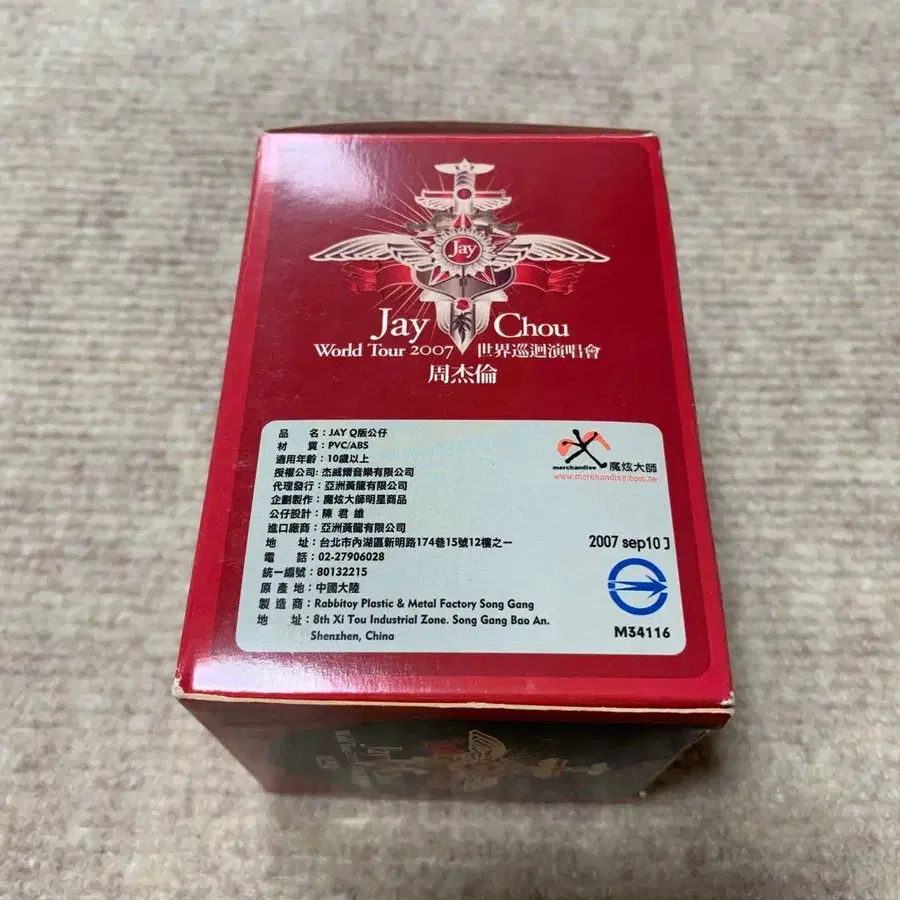 Jay
Jay Chou
World Tour 2007 世界巡迴演唱會
周杰倫
品 名：JAY Q版公仔
材 質：PVC/ABS
適用年齡：10歲以上
授權公司：杰威爾音樂有限公司
代理發行：亞洲黃龍有限公司
企劃製作：魔炫大師明星商品
公仔設計：陳 君 維
進口廠商：亞洲黃龍有限公司
地 址：台北市內湖區新明路174巷15號12樓之一
電 話：02-27906028
統一編號：80132215
原 產 地：中國大陸
製 造 商：Rabbitoy Plastic & Metal Factory Song Gang
地 址：8th Xi Tou Industrial Zone. Song Gang Bao An.
Shenzhen, China
merchandise 魔炫大師
www.merchandise.com.tw
2007 sep10
M34116
Jay
World Tour